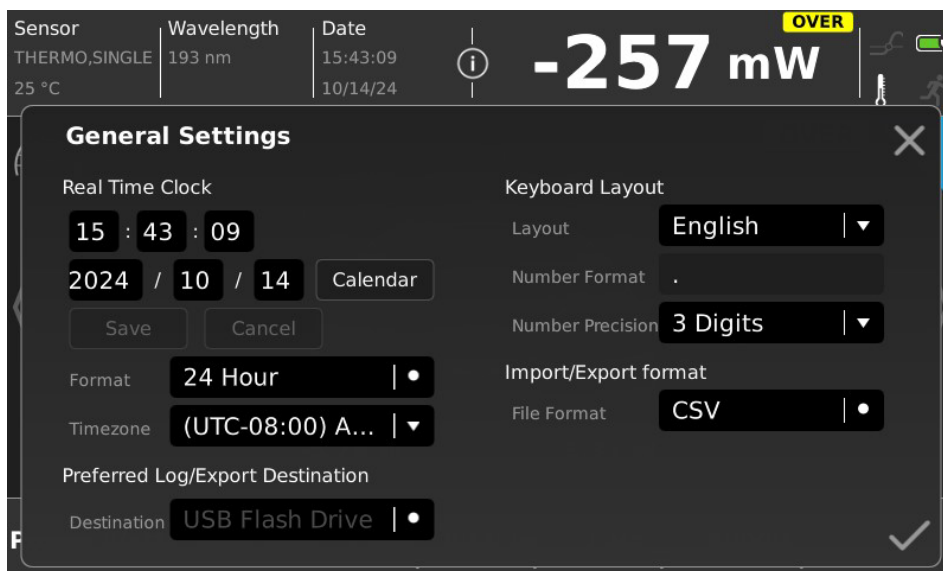 Sensor
THERMO,SINGLE
25 °C
Wavelength
193 nm
Date
15:43:09
10/14/24
i
-257 mW
OVER
General Settings
Real Time Clock
15 : 43 : 09
2024 / 10 / 14 Calendar
Save Cancel
Format 24 Hour
Timezone (UTC-08:00) A...
Preferred Log/Export Destination
Destination USB Flash Drive
Keyboard Layout
Layout English
Number Format .
Number Precision 3 Digits
Import/Export format
File Format CSV